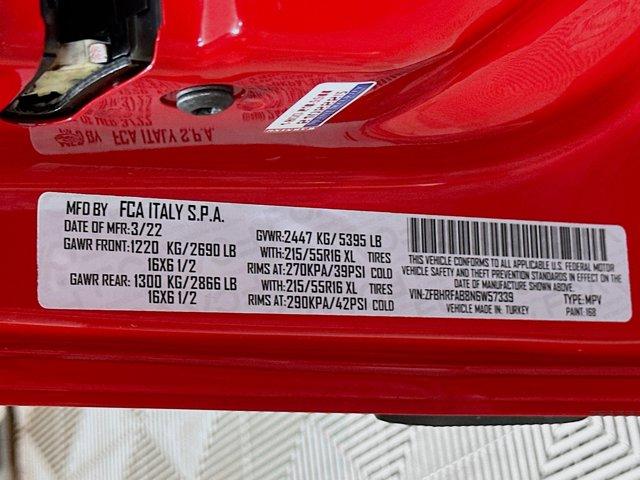 MFD BY FCA ITALY S.P.A.
DATE OF MFR:3/22
GAWR FRONT:1220 KG/2690 LB
16X6 1/2
GAWR REAR: 1300 KG/2866 LB
16X6 1/2
GVWR:2447 KG/ 5395 LB
WITH:215/55R16 XL TIRES
RIMS AT:270KPA/39PSI COLD
WITH:215/55R16 XL TIRES
RIMS AT:290KPA/42PSI COLD
THIS VEHICLE CONFORMS TO ALL APPLICABLE U.S. FEDERAL MOTOR
VEHICLE SAFETY AND THEFT PREVENTION STANDARDS IN EFFECT ON THE
DATE OF MANUFACTURE SHOWN ABOVE.
VIN:ZFBHRFAB8N6W57339 TYPE:MPV
VEHICLE MADE IN: TURKEY PAINT: 168